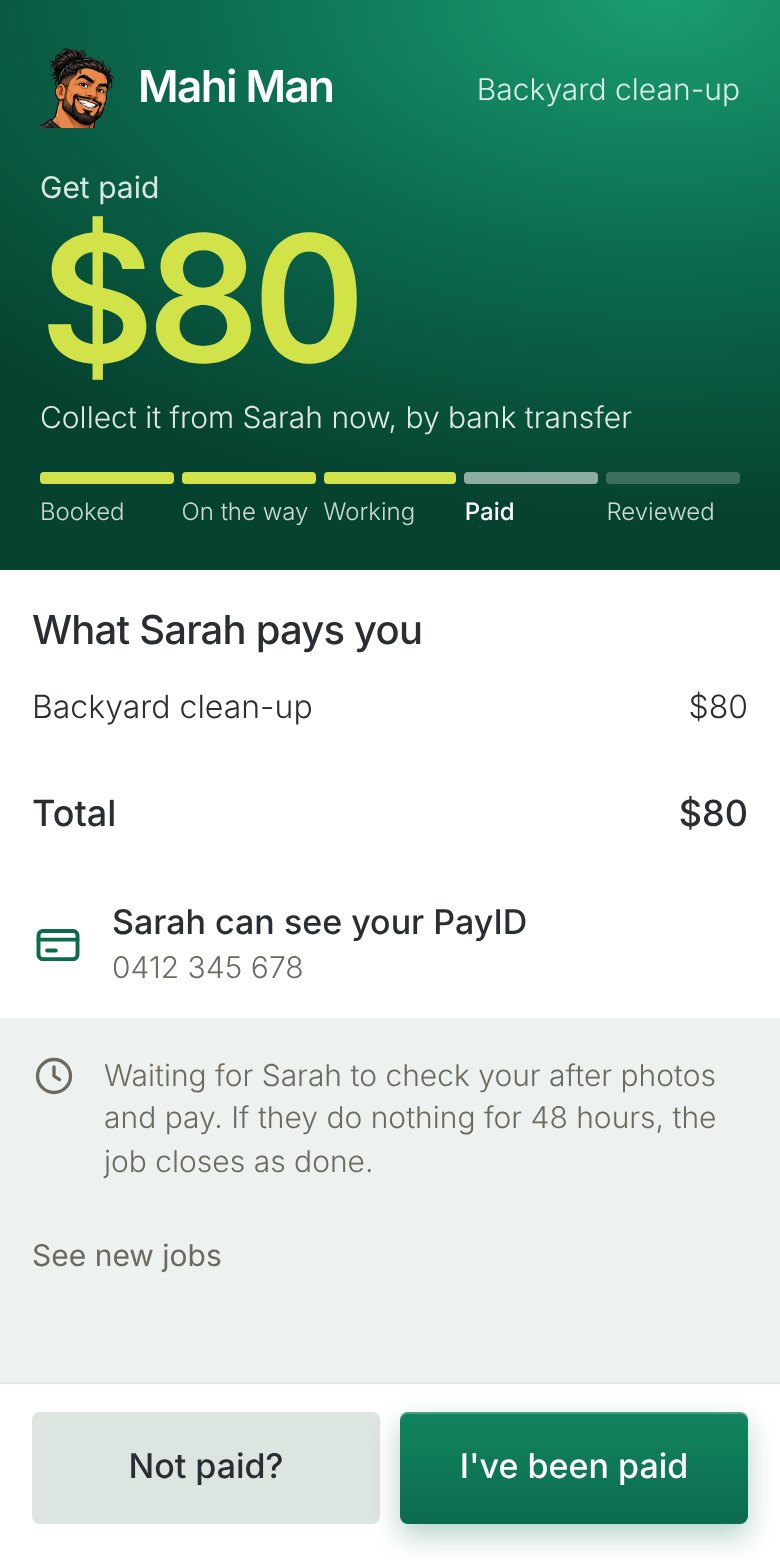 Mahi Man
Backyard clean-up
Get paid
$80
Collect it from Sarah now, by bank transfer
Booked
On the way
Working
Paid
Reviewed
What Sarah pays you
Backyard clean-up
$80
Total
$80
Sarah can see your PayID
0412 345 678
Waiting for Sarah to check your after photos
and pay. If they do nothing for 48 hours, the
job closes as done.
See new jobs
Not paid?
I've been paid